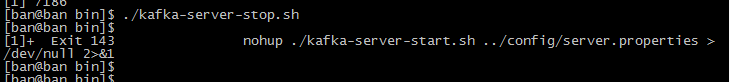 [1] 7186
[ban@ban bin]$ ./kafka-server-stop.sh
[ban@ban bin]$
[1]+  Exit 143                nohup ./kafka-server-start.sh ../config/server.properties >
/dev/null 2>&1
[ban@ban bin]$
[ban@ban bin]$